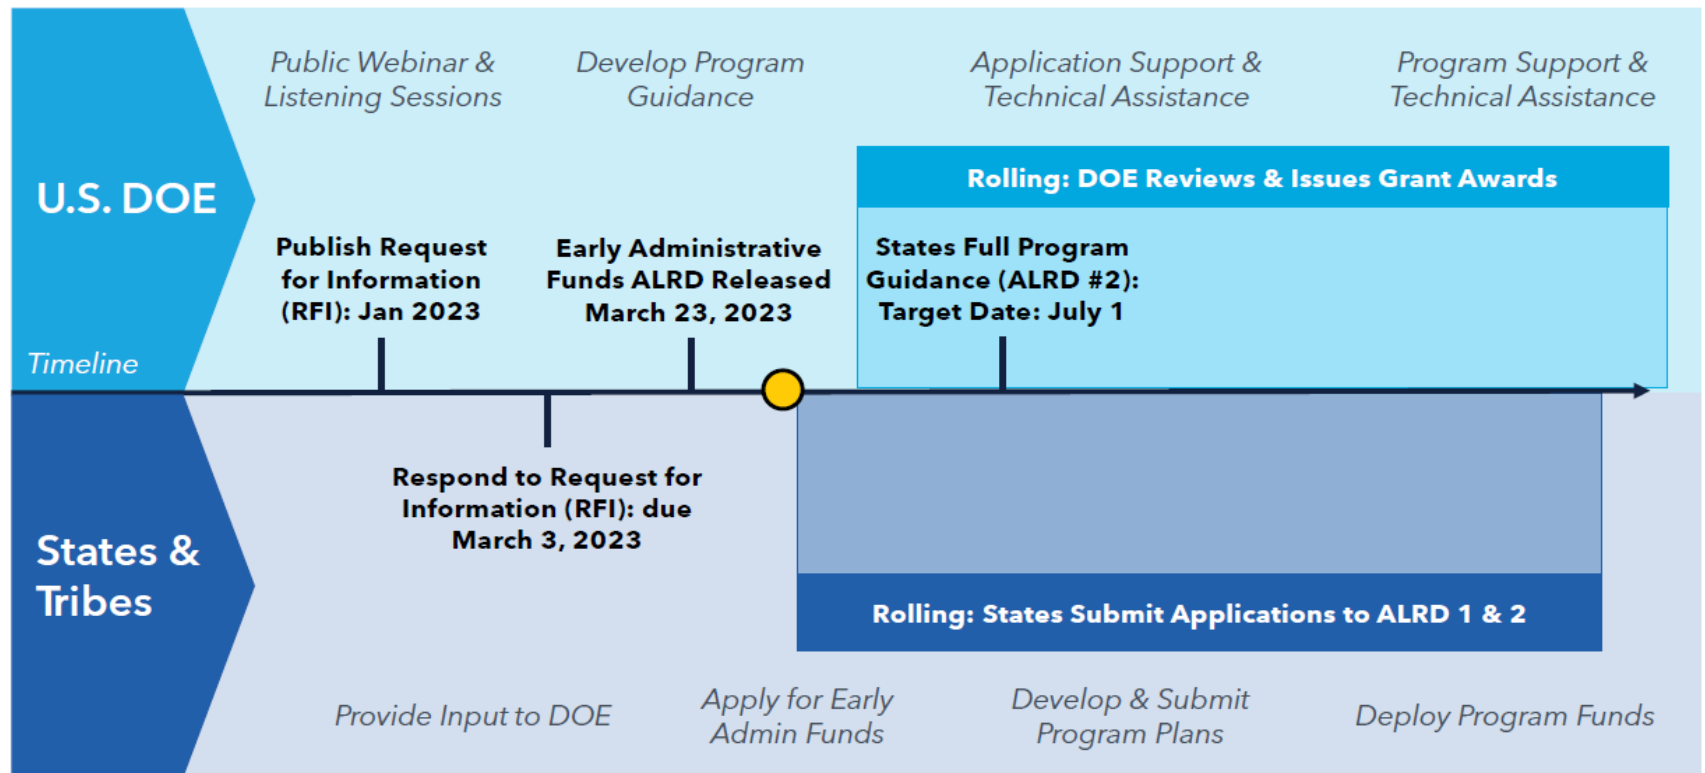 Public Webinar &
Listening Sessions
Develop Program
Guidance
Application Support &
Technical Assistance
Program Support &
Technical Assistance
U.S. DOE
Rolling: DOE Reviews & Issues Grant Awards
Publish Request
for Information
(RFI): Jan 2023
Early Administrative
Funds ALRD Released
March 23, 2023
States Full Program
Guidance (ALRD #2):
Target Date: July 1
Timeline
Respond to Request for
Information (RFI): due
March 3, 2023
States &
Tribes
Rolling: States Submit Applications to ALRD 1 & 2
Provide Input to DOE
Apply for Early
Admin Funds
Develop & Submit
Program Plans
Deploy Program Funds